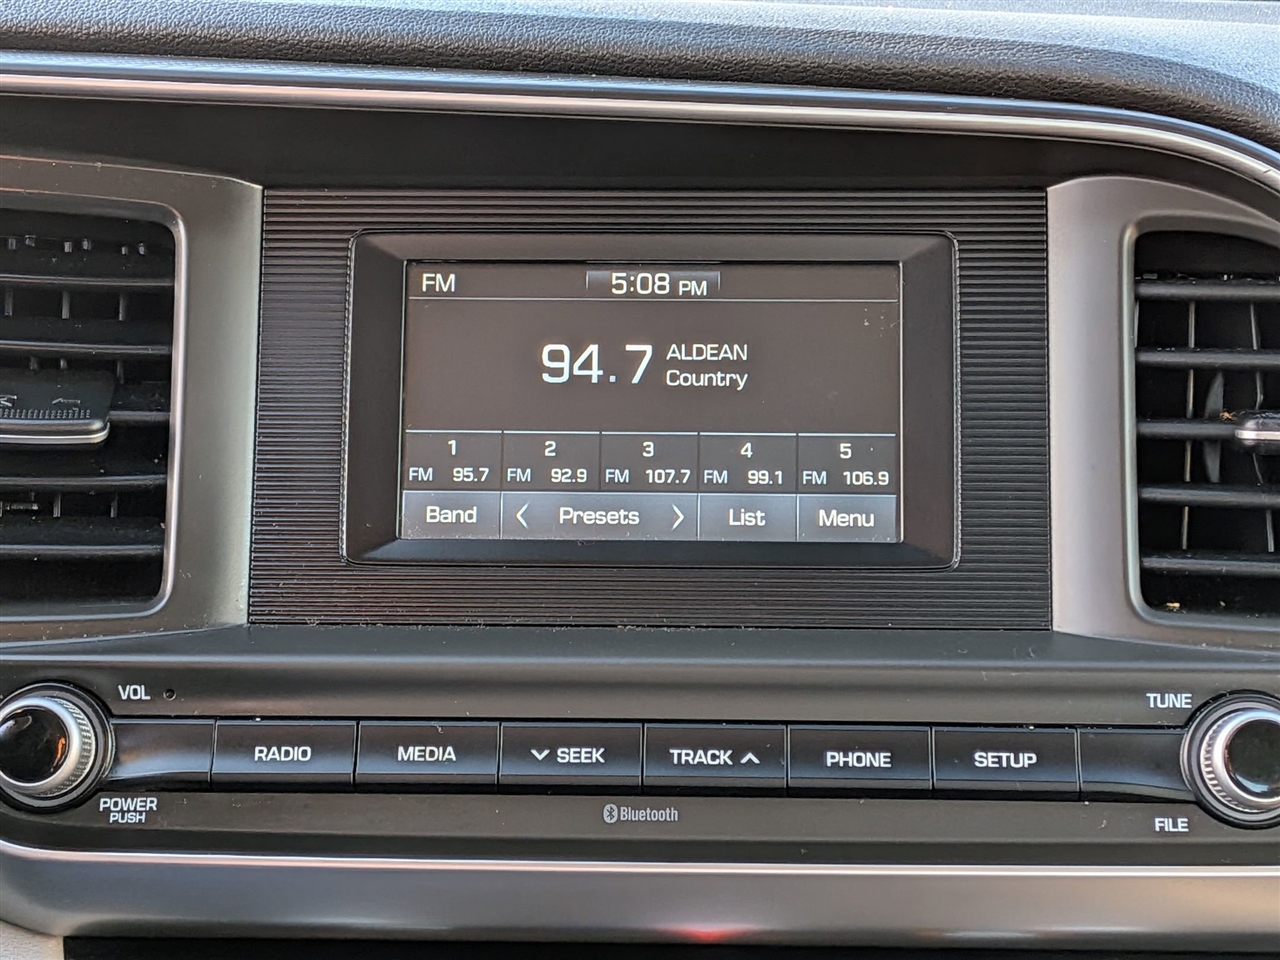 FM 5:08 PM
94.7 ALDEAN
Country
1 2 3 4 5
FM 95.7 FM 92.9 FM 107.7 FM 99.1 FM 106.9
Band < Presets > List Menu
VOL TUNE
RADIO MEDIA SEEK TRACK PHONE SETUP
POWER
PUSH
Bluetooth
FILE